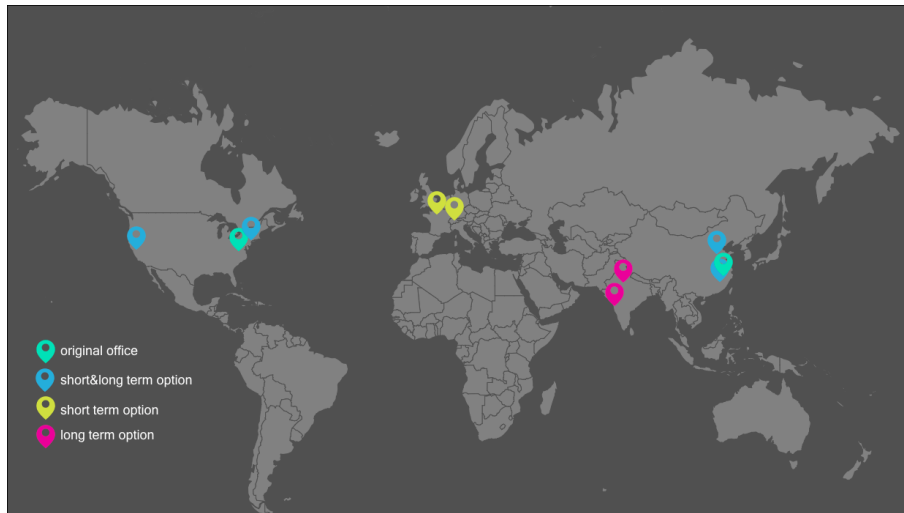 original office
short&long term option
short term option
long term option